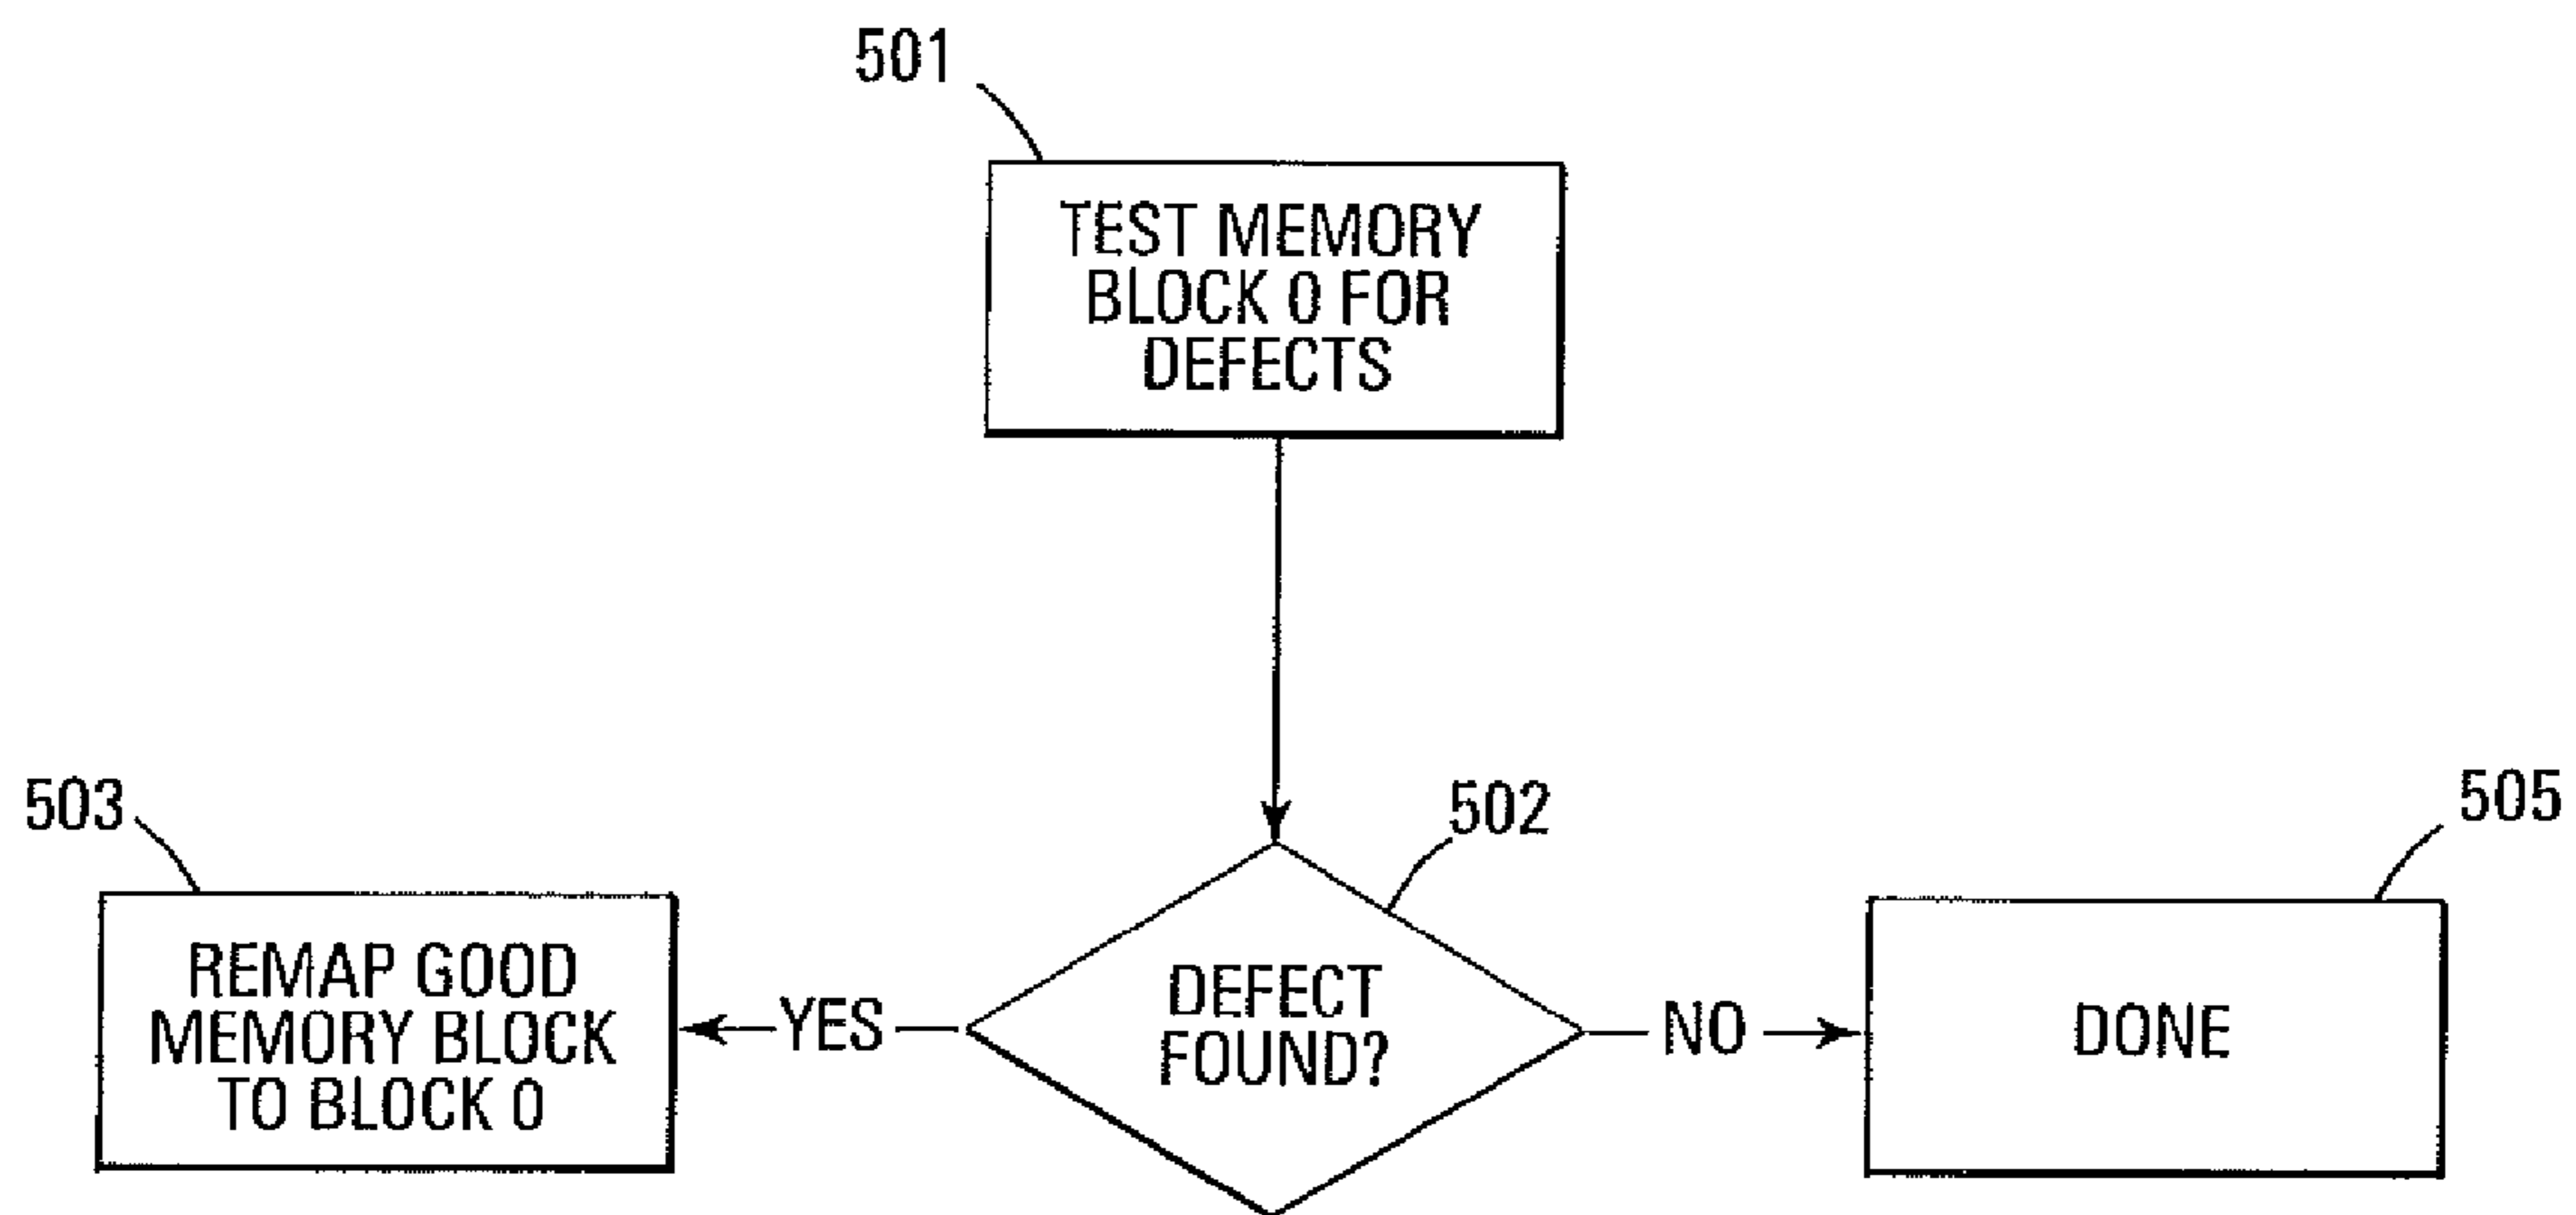 501
TEST MEMORY
BLOCK 0 FOR
DEFECTS
503
502
505
REMAP GOOD
MEMORY BLOCK
TO BLOCK 0
YES
DEFECT
FOUND?
NO
DONE